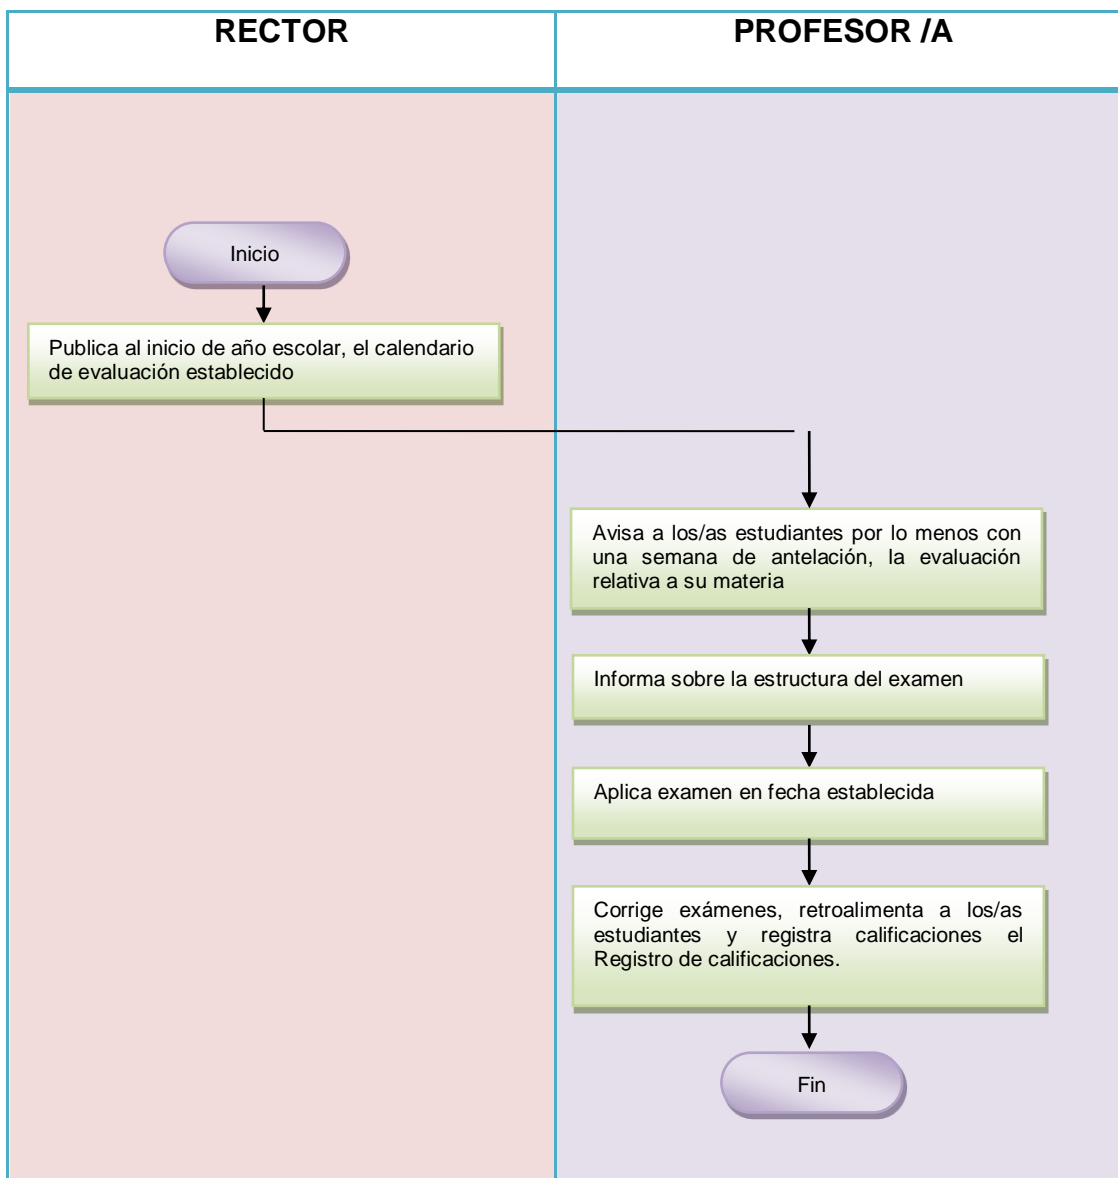 RECTOR
PROFESOR /A
Inicio
Publica al inicio de año escolar, el calendario
de evaluación establecido
Avisa a los/as estudiantes por lo menos con
una semana de antelación, la evaluación
relativa a su materia
Informa sobre la estructura del examen
Aplica examen en fecha establecida
Corrige exámenes, retroalimenta a los/as
estudiantes y registra calificaciones el
Registro de calificaciones.
Fin